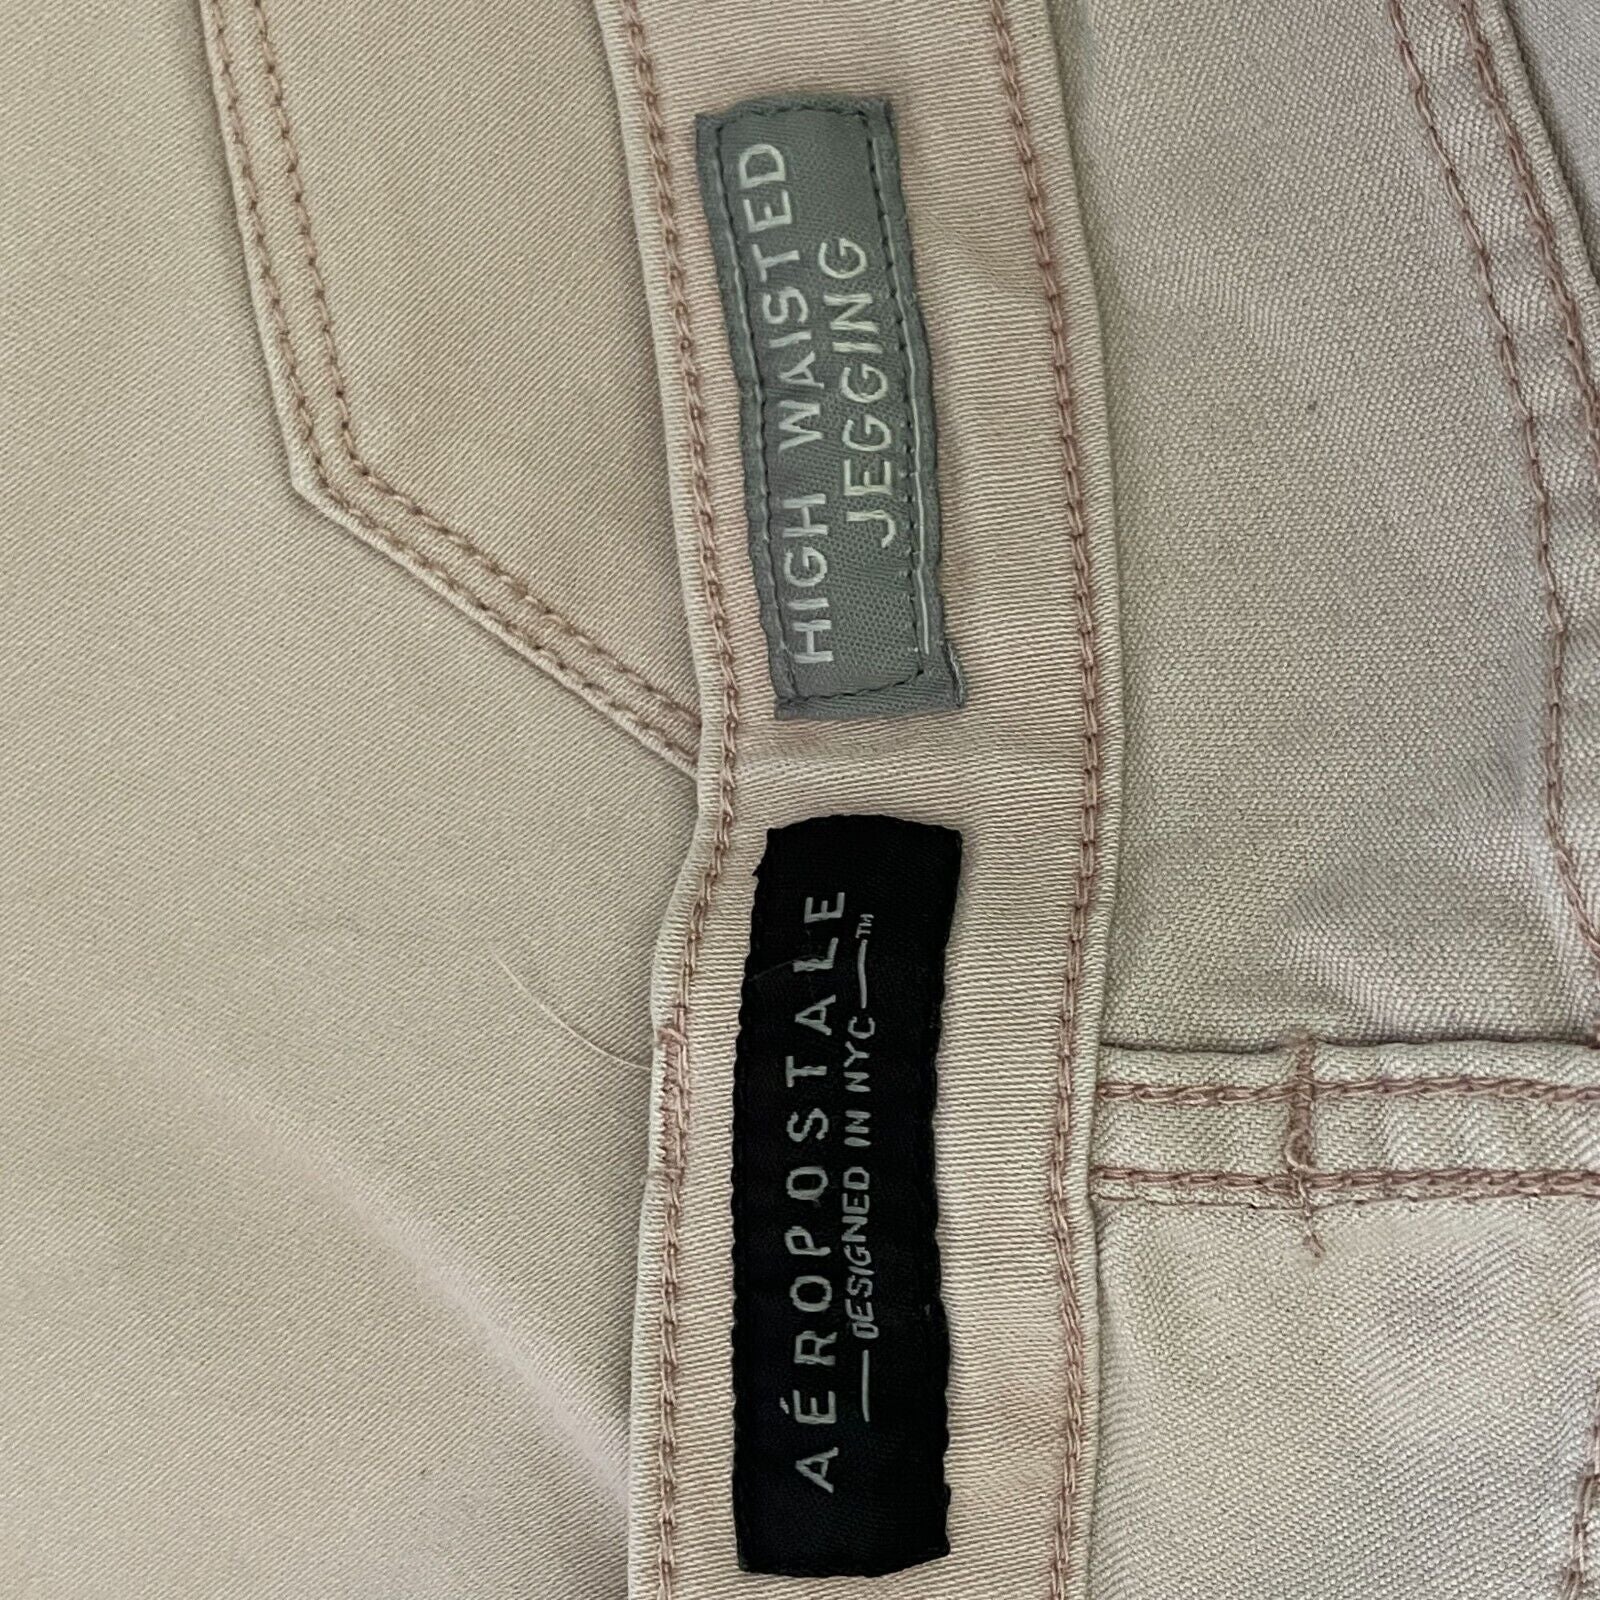 HIGH WAISTED
JEGGING
AÉROPOSTALE
DESIGNED IN NYC ™